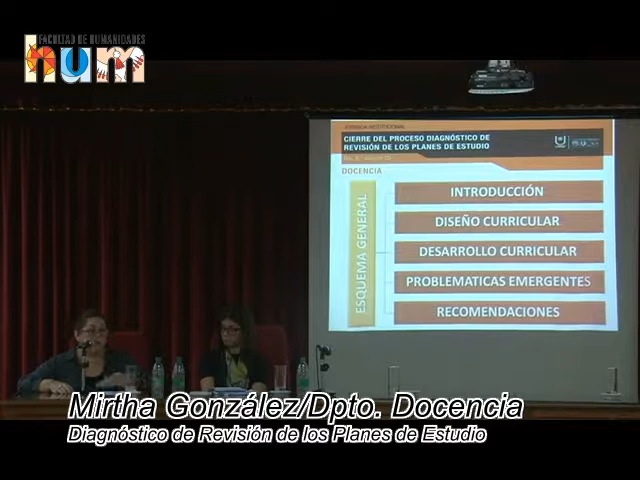 FACULTAD DE HUMANIDADES
hum
JORNADA INSTITUCIONAL
CIERRE DEL PROCESO DIAGNÓSTICO DE
REVISIÓN DE LOS PLANES DE ESTUDIO
DOCENCIA
ESQUEMA GENERAL
INTRODUCCIÓN
DISEÑO CURRICULAR
DESARROLLO CURRICULAR
PROBLEMATICAS EMERGENTES
RECOMENDACIONES
Mirtha González/Dpto. Docencia
Diagnóstico de Revisión de los Planes de Estudio